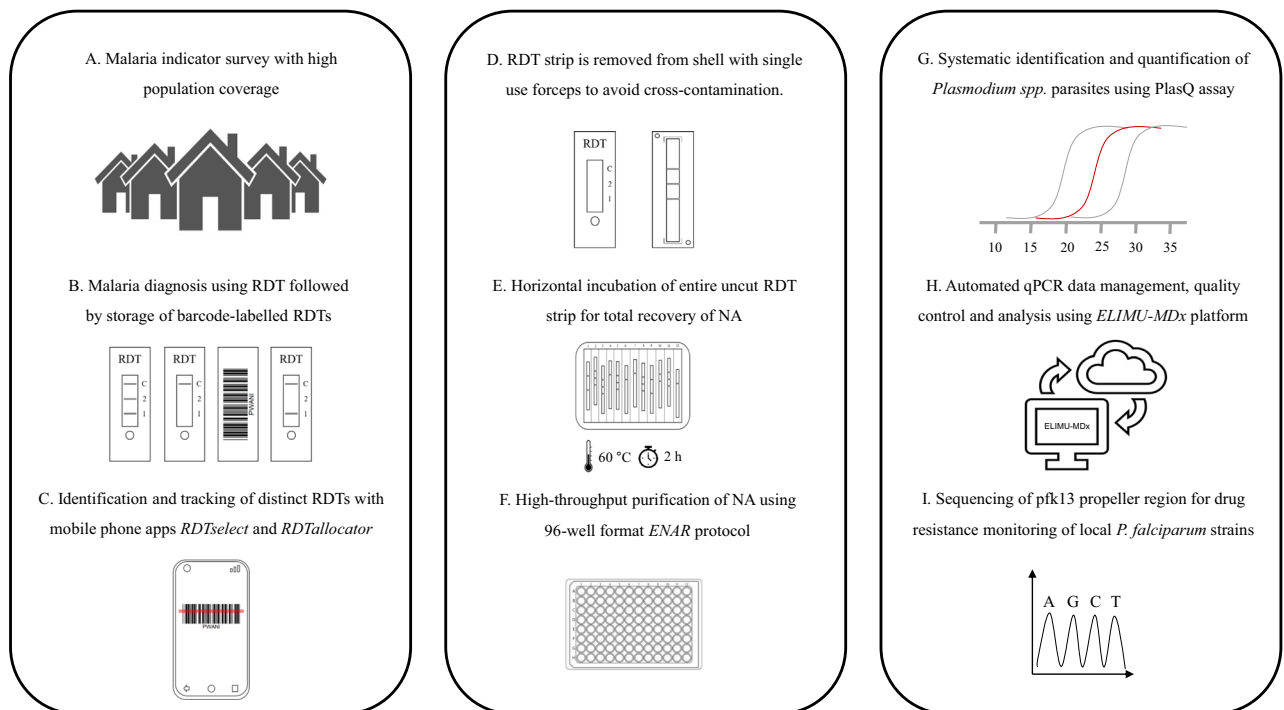 A. Malaria indicator survey with high
population coverage
B. Malaria diagnosis using RDT followed
by storage of barcode-labelled RDTs
RDT
C
2
1
RDT
C
2
1
PWANI
RDT
C
2
1
C. Identification and tracking of distinct RDTs with
mobile phone apps RDTselect and RDTallocator
PWANI
D. RDT strip is removed from shell with single
use forceps to avoid cross-contamination.
RDT
C
2
1
E. Horizontal incubation of entire uncut RDT
strip for total recovery of NA
60 °C 2 h
F. High-throughput purification of NA using
96-well format ENAR protocol
G. Systematic identification and quantification of
Plasmodium spp. parasites using PlasQ assay
10 15 20 25 30 35
H. Automated qPCR data management, quality
control and analysis using ELIMU-MDx platform
ELIMU-MDx
I. Sequencing of pfk13 propeller region for drug
resistance monitoring of local P. falciparum strains
A G C T